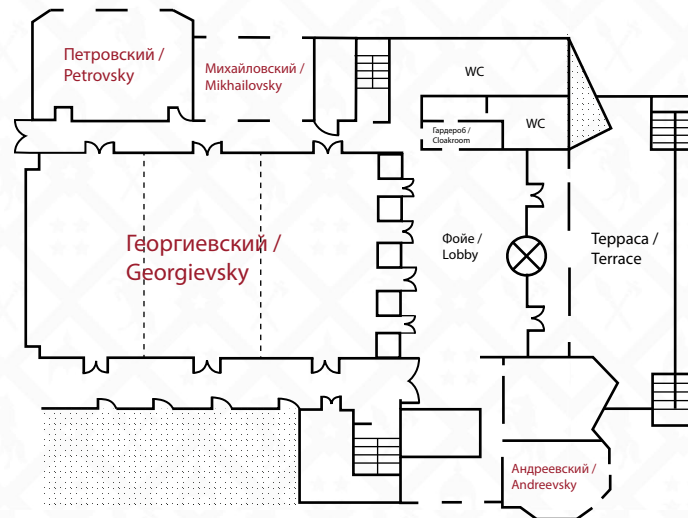 Петровский /
Petrovsky
Михайловский /
Mikhailovsky
WC
WC
Гардероб /
Cloakroom
Георгиевский /
Georgievsky
Фойе /
Lobby
Терраса /
Terrace
Андреевский /
Andreevsky